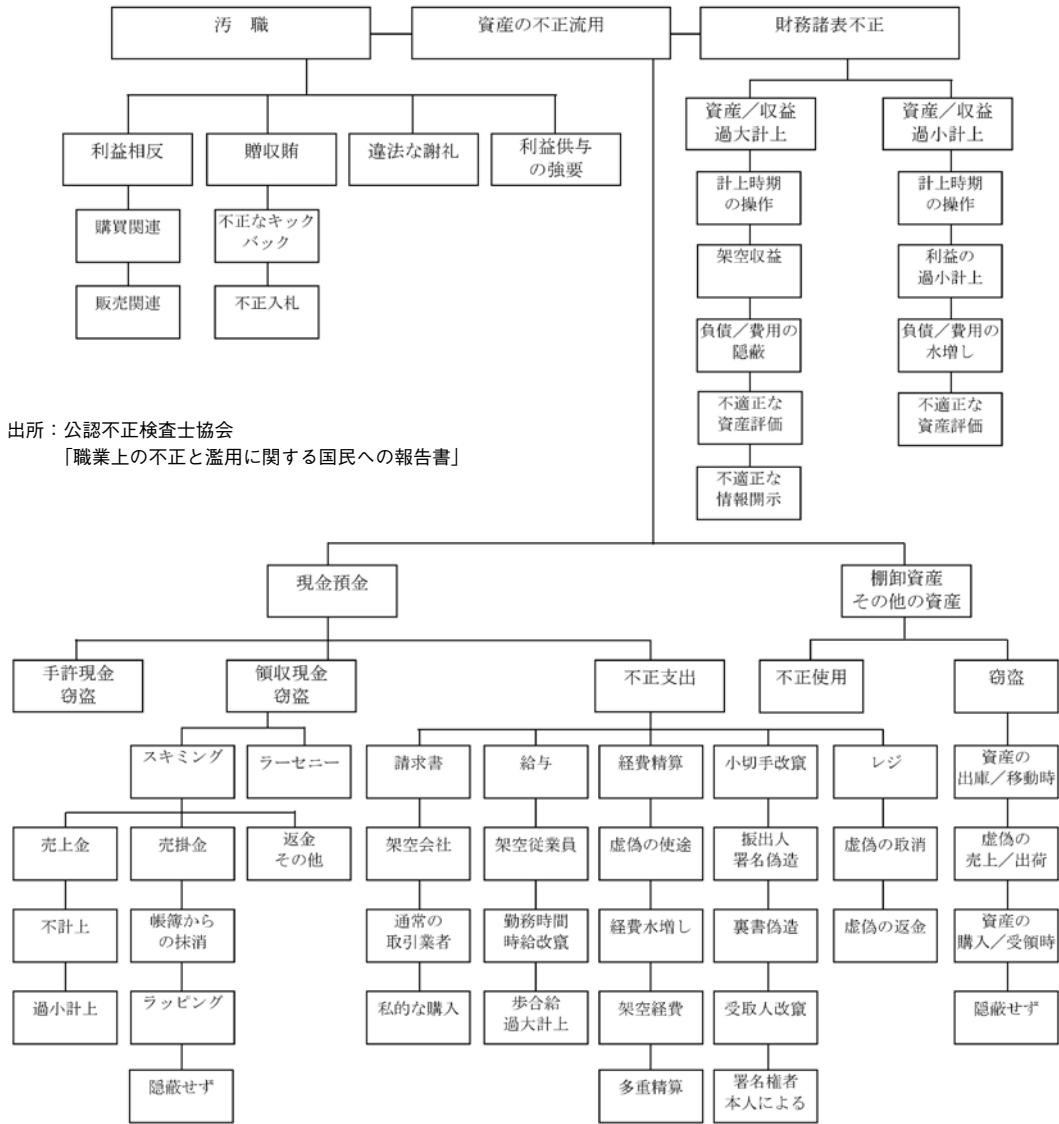 汚職
資産の不正流用
財務諸表不正
利益相反
贈収賄
違法な謝礼
利益供与
の強要
資産／収益
過大計上
資産／収益
過小計上
購買関連
不正なキック
バック
計上時期
の操作
計上時期
の操作
販売関連
不正入札
架空収益
利益の
過小計上
負債／費用の
隠蔽
負債／費用の
水増し
不適正な
資産評価
不適正な
資産評価
不適正な
情報開示
出所：公認不正検査士協会
「職業上の不正と濫用に関する国民への報告書」
現金預金
棚卸資産
その他の資産
手許現金
窃盗
領収現金
窃盗
不正支出
不正使用
窃盗
スキミング
ラーセニー
請求書
給与
経費精算
小切手改竄
レジ
資産の
出庫／移動時
売上金
売掛金
返金
その他
架空会社
架空従業員
虚偽の使途
振出人
署名偽造
虚偽の取消
虚偽の
売上／出荷
不計上
帳簿から
の抹消
通常の
取引業者
勤務時間
時給改竄
経費水増し
裏書偽造
虚偽の返金
資産の
購入／受領時
過小計上
ラッピング
私的な購入
歩合給
過大計上
架空経費
受取人改竄
隠蔽せず
隠蔽せず
多重精算
署名権者
本人による